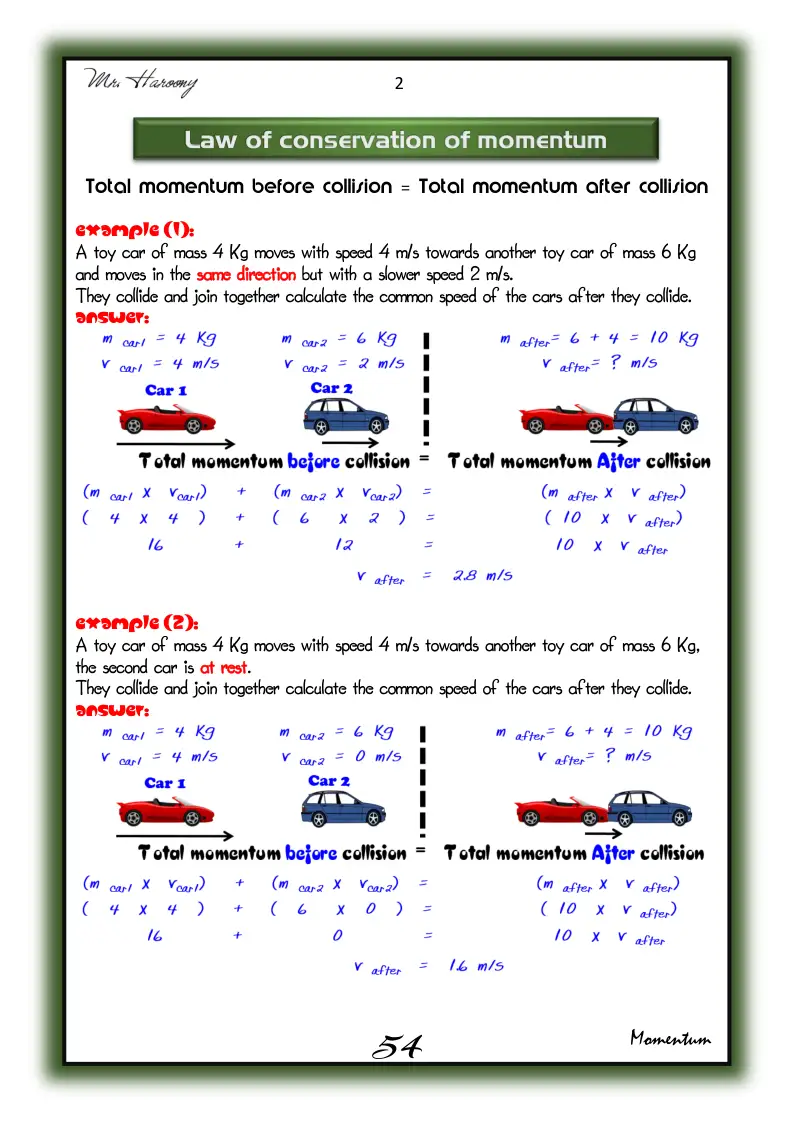 Mr. Haroony
2
Law of conservation of momentum
Total momentum before collision = Total momentum after collision
example (1):
A toy car of mass 4 Kg moves with speed 4 m/s towards another toy car of mass 6 Kg
and moves in the same direction but with a slower speed 2 m/s.
They collide and join together calculate the common speed of the cars after they collide.
answer:
m car1 = 4 Kg m car2 = 6 Kg m after= 6 + 4 = 10 Kg
v car1 = 4 m/s v car2 = 2 m/s v after= ? m/s
Car 1 Car 2
Total momentum before collision = Total momentum After collision
(m car1 x vcar1) + (m car2 x vcar2) = (m after x v after)
( 4 x 4 ) + ( 6 x 2 ) = ( 10 x v after)
16 + 12 = 10 x v after
v after = 2.8 m/s
example (2):
A toy car of mass 4 Kg moves with speed 4 m/s towards another toy car of mass 6 Kg,
the second car is at rest.
They collide and join together calculate the common speed of the cars after they collide.
answer:
m car1 = 4 Kg m car2 = 6 Kg m after= 6 + 4 = 10 Kg
v car1 = 4 m/s v car2 = 0 m/s v after= ? m/s
Car 1 Car 2
Total momentum before collision = Total momentum After collision
(m car1 x vcar1) + (m car2 x vcar2) = (m after x v after)
( 4 x 4 ) + ( 6 x 0 ) = ( 10 x v after)
16 + 0 = 10 x v after
v after = 1.6 m/s
54
Momentum